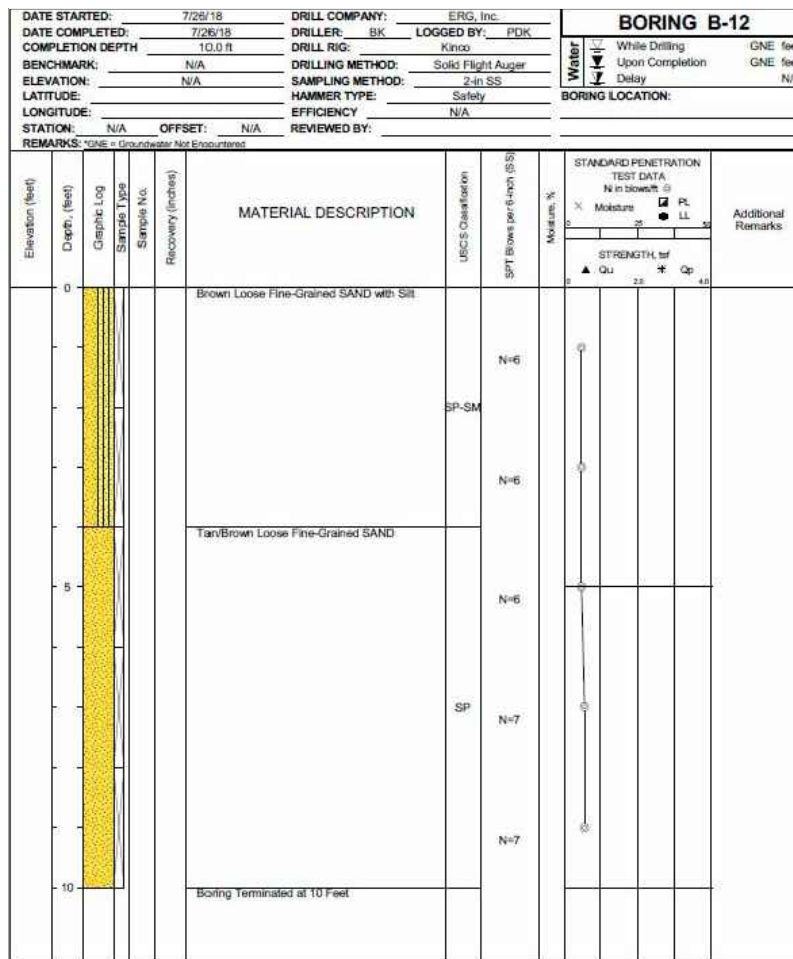 DATE STARTED: 7/26/18 DRILL COMPANY: ERG, Inc. BORING B-12
DATE COMPLETED: 7/26/18 DRILLER: BK LOGGED BY: PDK
COMPLETION DEPTH 10.0 ft DRILL RIG: Kinco
BENCHMARK: N/A DRILLING METHOD: Solid Flight Auger
ELEVATION: N/A SAMPLING METHOD: 2-in SS
LATITUDE: HAMMER TYPE: Safety
LONGITUDE: EFFICIENCY N/A
STATION: N/A OFFSET: N/A REVIEWED BY:
REMARKS: *GNE = Groundwater Not Encountered
Water
While Drilling GNE fee
Upon Completion GNE fee
Delay N/
BORING LOCATION:
Elevation (feet)
Depth, (feet)
Graphic Log
Sample Type
Sample No.
Recovery (inches)
MATERIAL DESCRIPTION
USCS Classification
SPT Blows per 6-inch (SS)
Moisture, %
STANDARD PENETRATION
TEST DATA
N in blows/ft
Moisture PL
LL
0 25 50
STRENGTH, tsf
Qu Qp
0 2.0 4.0
Additional
Remarks
0 Brown Loose Fine-Grained SAND with Silt
N=6
SP-SM
N=6
Tan/Brown Loose Fine-Grained SAND
5 N=6
SP
N=7
N=7
10 Boring Terminated at 10 Feet